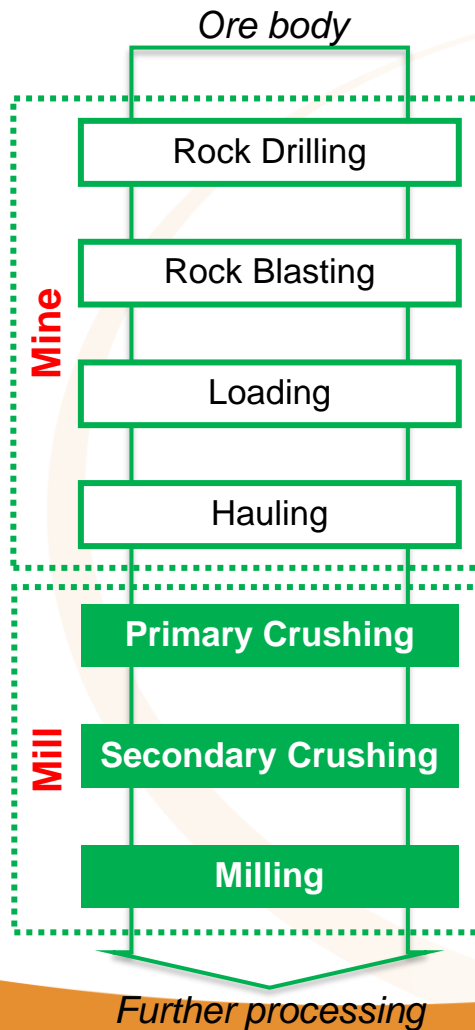 Ore body
Mine
Rock Drilling
Rock Blasting
Loading
Hauling
Mill
Primary Crushing
Secondary Crushing
Milling
Further processing